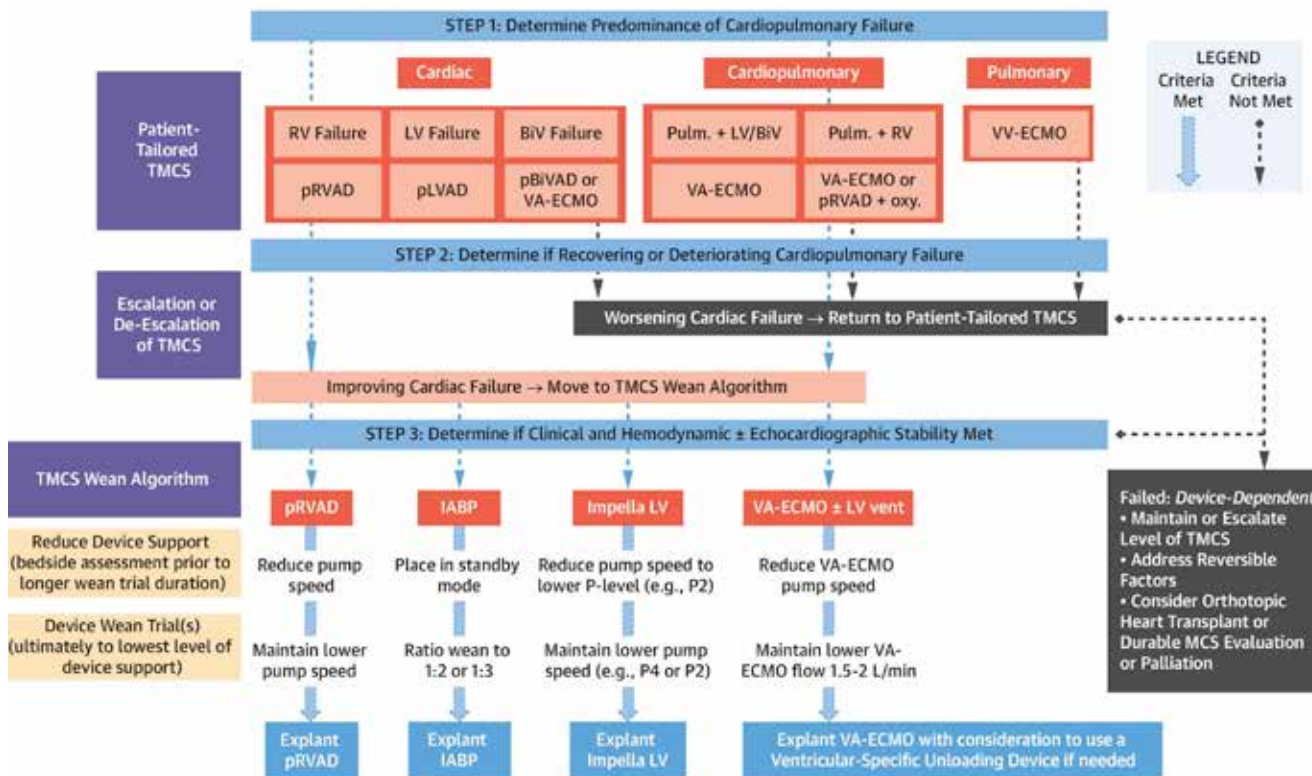 STEP 1: Determine Predominance of Cardiopulmonary Failure
LEGEND
Criteria
Met
Criteria
Not Met
Patient-
Tailored
TMCS
Cardiac
Cardiopulmonary
Pulmonary
RV Failure
LV Failure
BiV Failure
Pulm. + LV/BiV
Pulm. + RV
VV-ECMO
pRVAD
pLVAD
pBiVAD or
VA-ECMO
VA-ECMO
VA-ECMO or
pRVAD + oxy.
STEP 2: Determine if Recovering or Deteriorating Cardiopulmonary Failure
Escalation or
De-Escalation
of TMCS
Worsening Cardiac Failure → Return to Patient-Tailored TMCS
Improving Cardiac Failure → Move to TMCS Wean Algorithm
STEP 3: Determine if Clinical and Hemodynamic ± Echocardiographic Stability Met
TMCS Wean Algorithm
pRVAD
IABP
Impella LV
VA-ECMO ± LV vent
Reduce Device Support
(bedside assessment prior to
longer wean trial duration)
Reduce pump
speed
Place in standby
mode
Reduce pump speed to
lower P-level (e.g., P2)
Reduce VA-ECMO
pump speed
Device Wean Trial(s)
(ultimately to lowest level of
device support)
Maintain lower
pump speed
Ratio wean to
1:2 or 1:3
Maintain lower pump
speed (e.g., P4 or P2)
Maintain lower VA-
ECMO flow 1.5-2 L/min
Explant
pRVAD
Explant
IABP
Explant
Impella LV
Explant VA-ECMO with consideration to use a
Ventricular-Specific Unloading Device if needed
Failed: Device-Dependent
• Maintain or Escalate
Level of TMCS
• Address Reversible
Factors
• Consider Orthotopic
Heart Transplant or
Durable MCS Evaluation
or Palliation